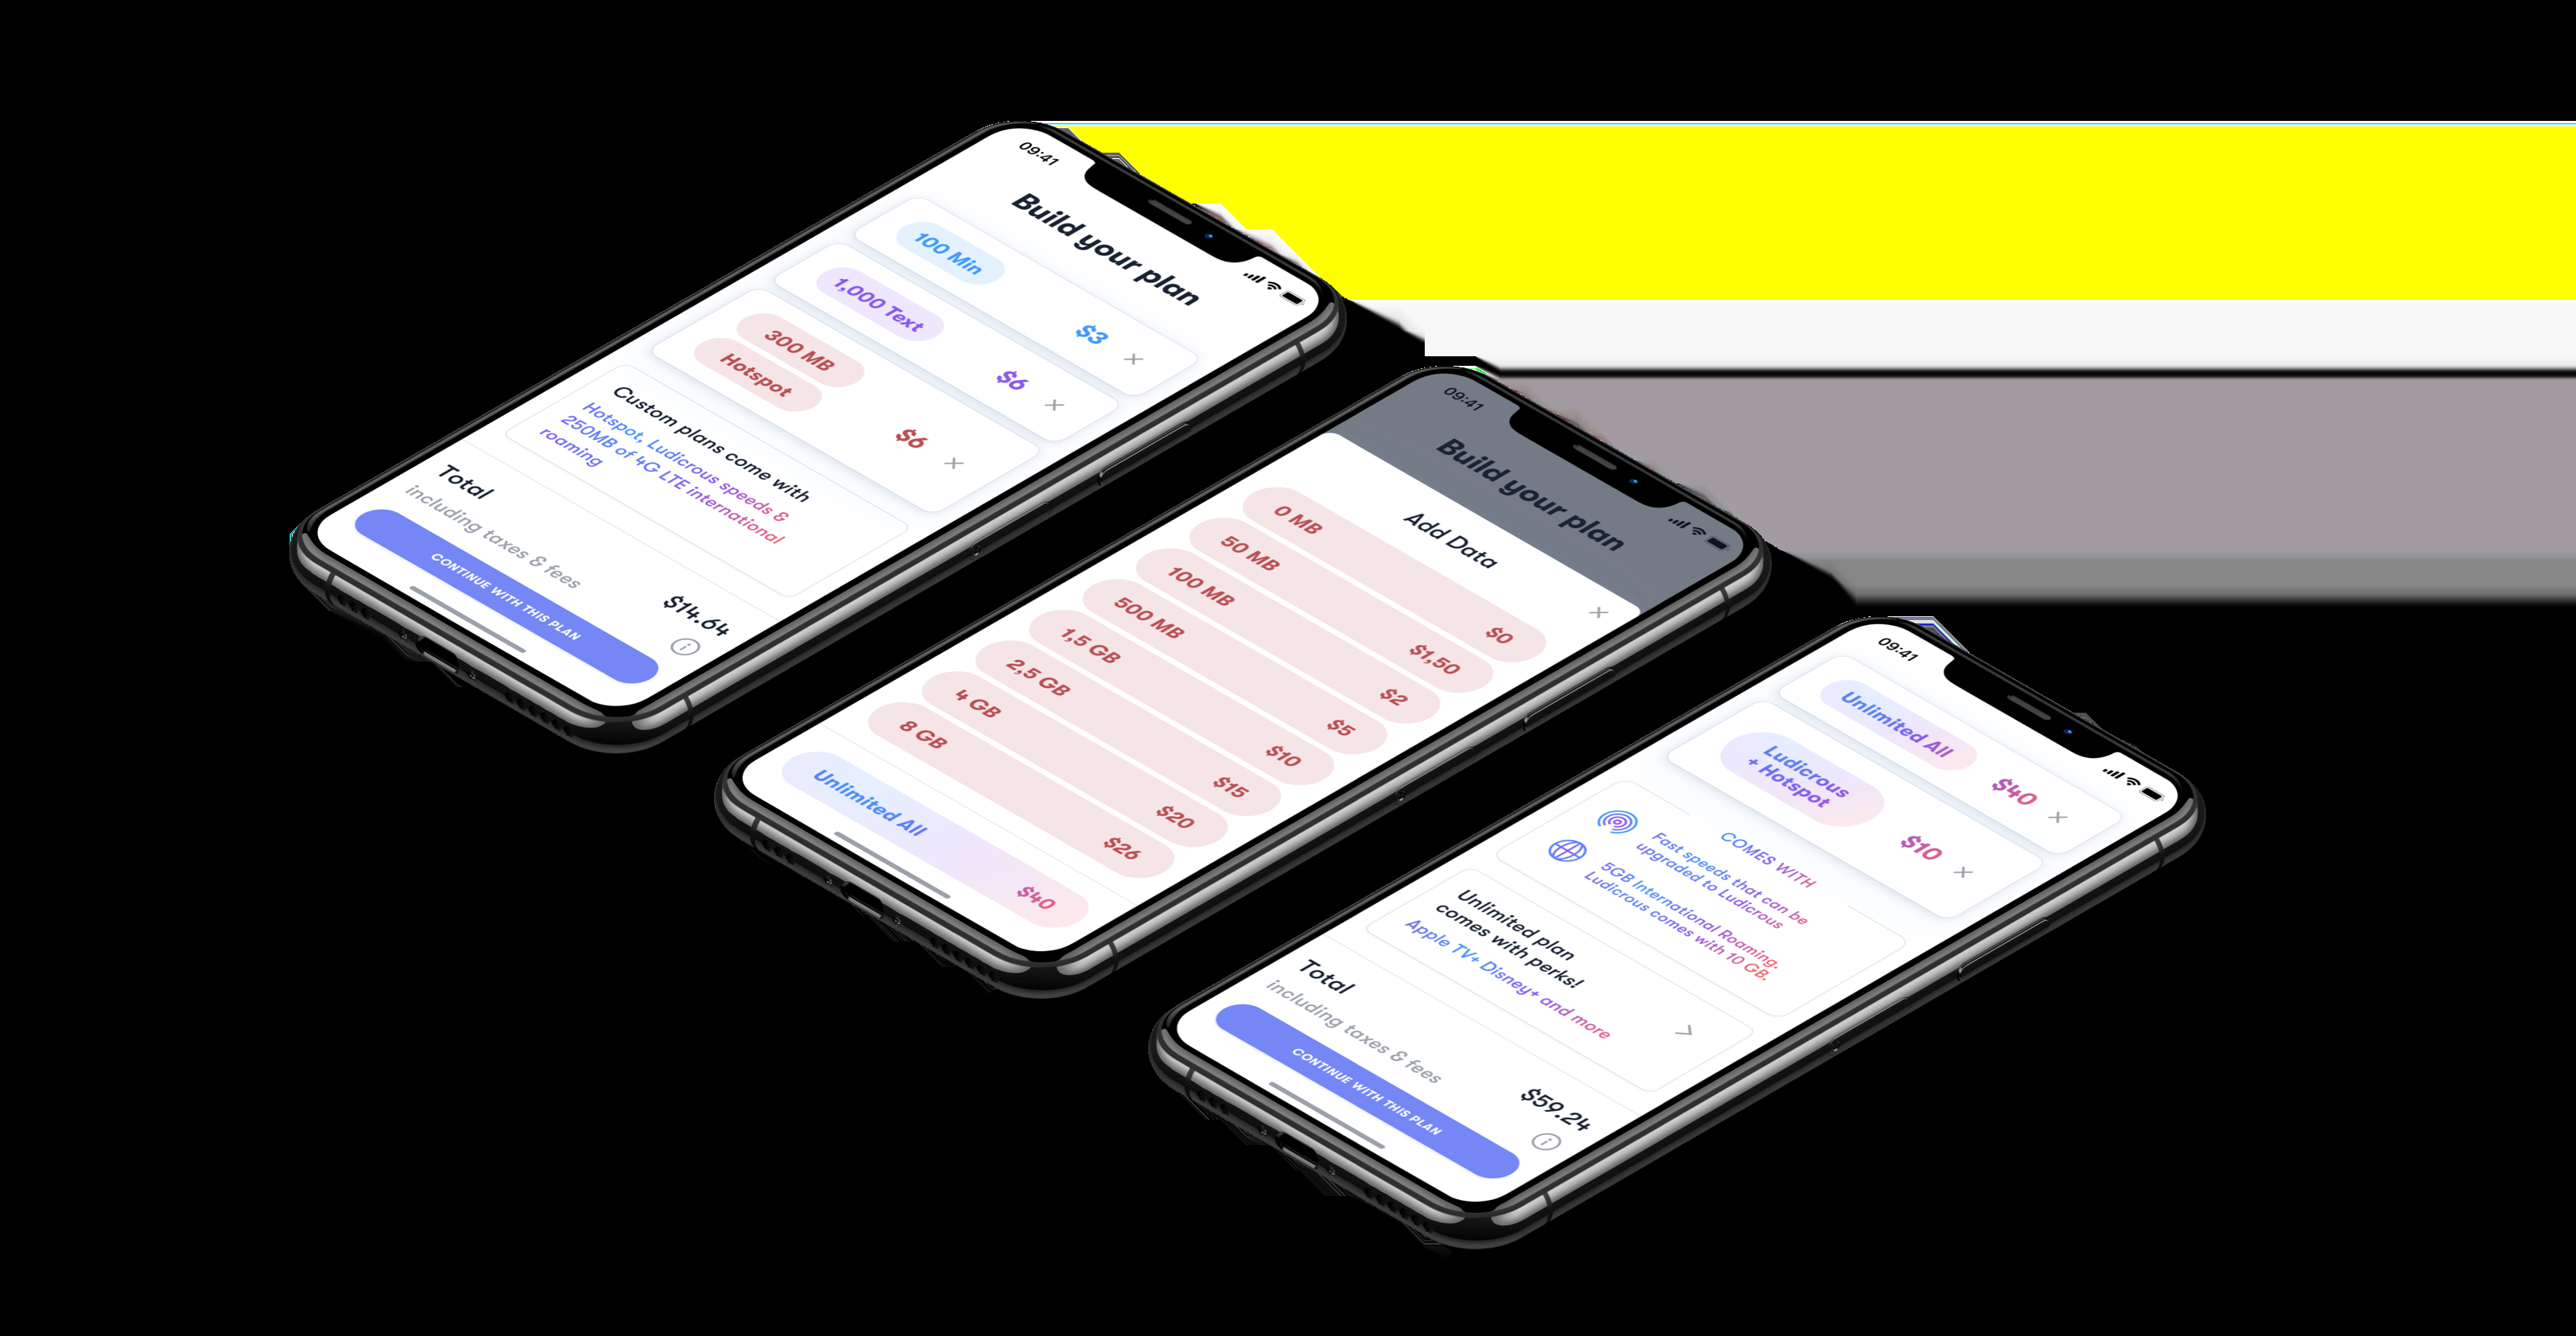 09:41
Build your plan
100 Min
$3
1,000 Text
$6
300 MB
Hotspot
$6
Custom plans come with
Hotspot, Ludicrous speeds &
250MB of 4G LTE international
roaming
Total
$14.64
including taxes & fees
CONTINUE WITH THIS PLAN
09:41
Build your plan
Add Data
0 MB
$0
50 MB
$1,50
100 MB
$2
500 MB
$5
1,5 GB
$10
2,5 GB
$15
4 GB
$20
8 GB
$26
Unlimited All
$40
09:41
Unlimited All
$40
Ludicrous
+ Hotspot
$10
COMES WITH
Fast speeds that can be
upgraded to Ludicrous
5GB International Roaming.
Ludicrous comes with 10 GB.
Unlimited plan
comes with perks!
Apple TV+ Disney+ and more
Total
$59.24
including taxes & fees
CONTINUE WITH THIS PLAN